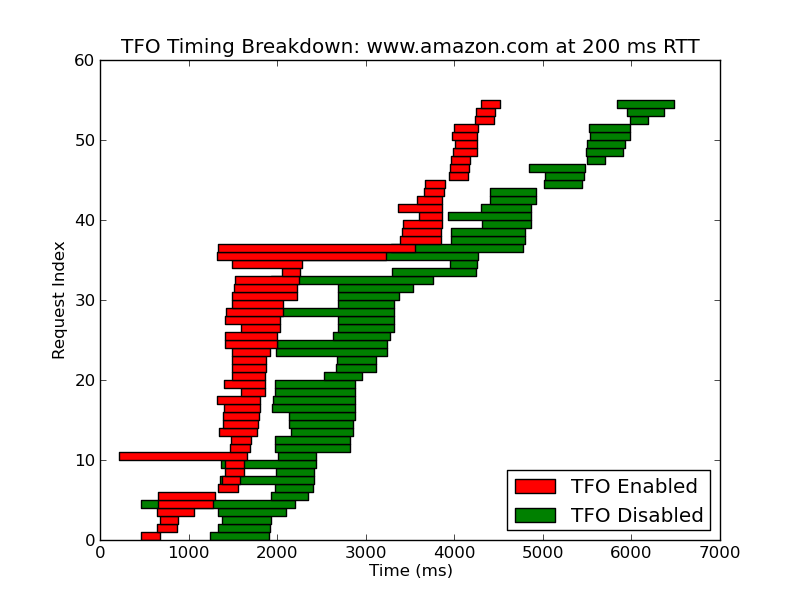 TFO Timing Breakdown: www.amazon.com at 200 ms RTT
60
50
40
30
20
10
0
Request Index
0 1000 2000 3000 4000 5000 6000 7000
Time (ms)
TFO Enabled
TFO Disabled